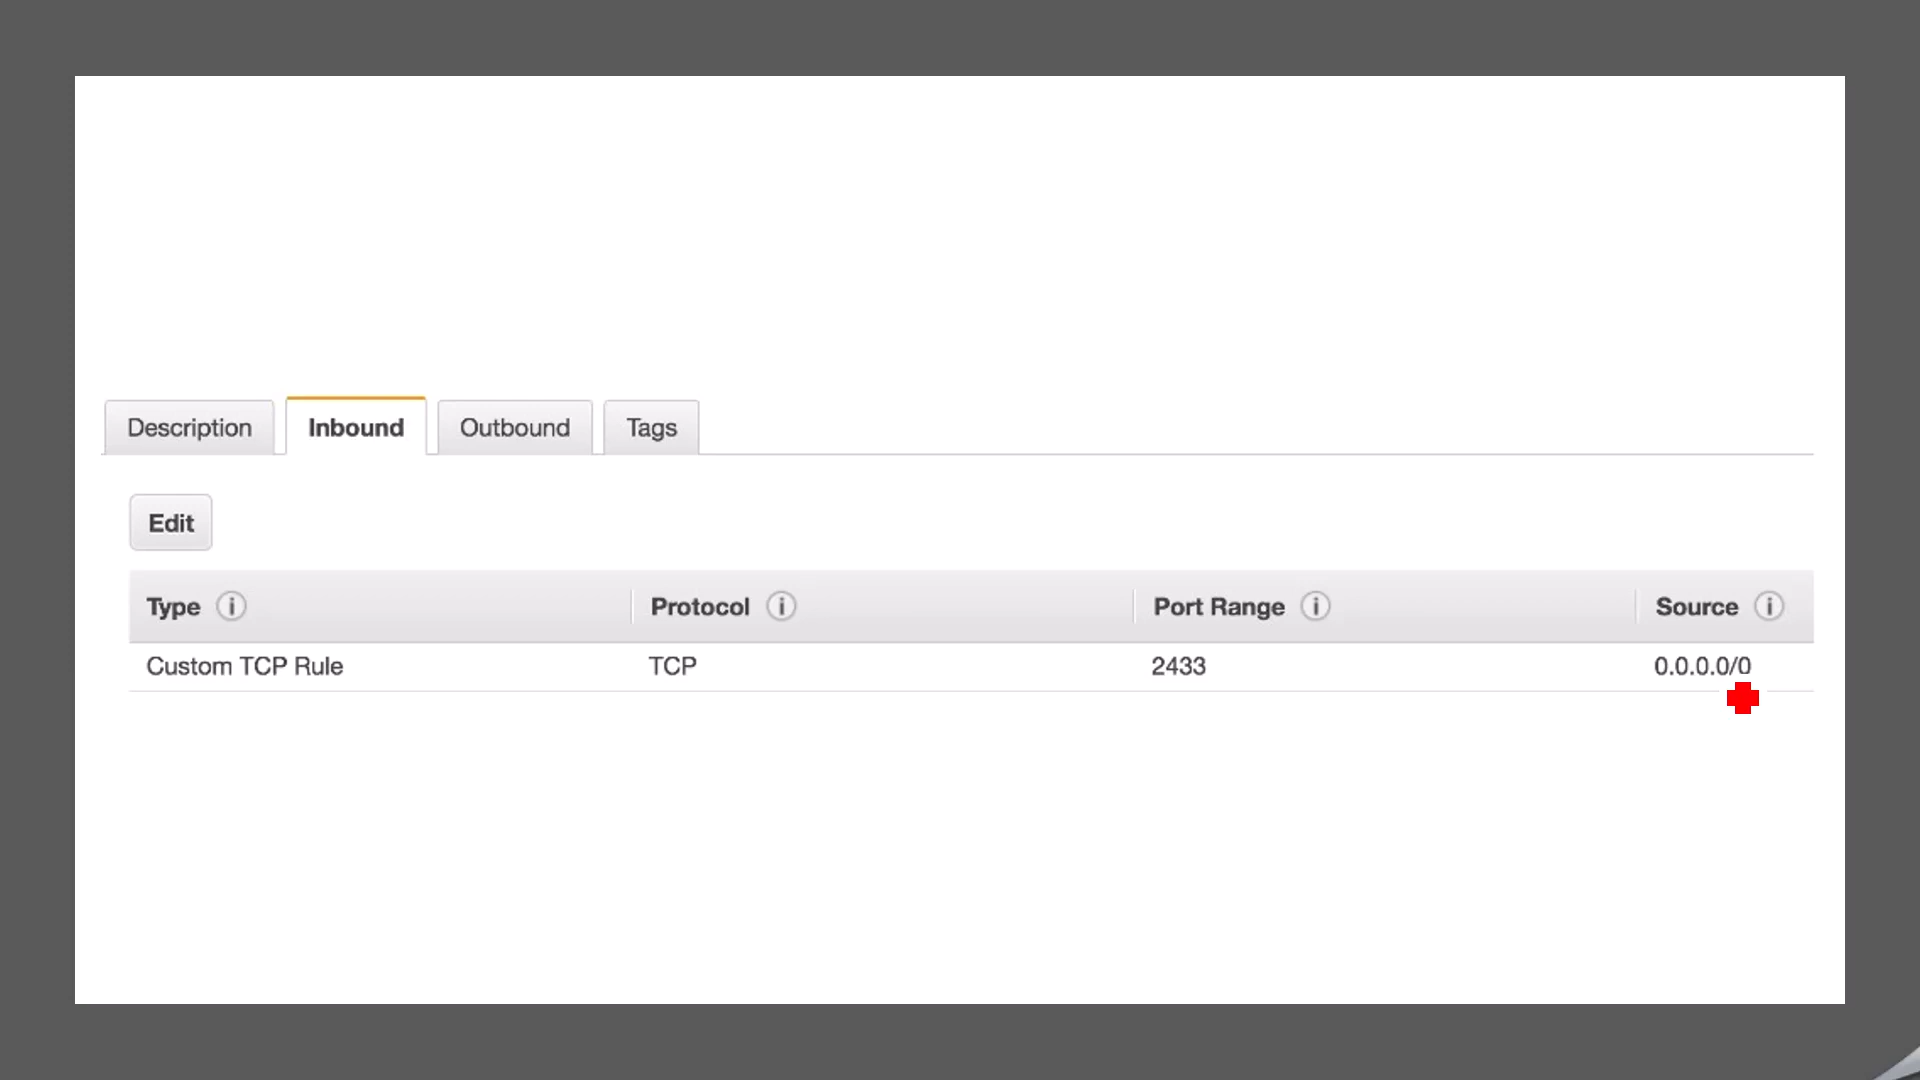 Description Inbound Outbound Tags
Edit
Type Protocol Port Range Source
Custom TCP Rule TCP 2433 0.0.0.0/0